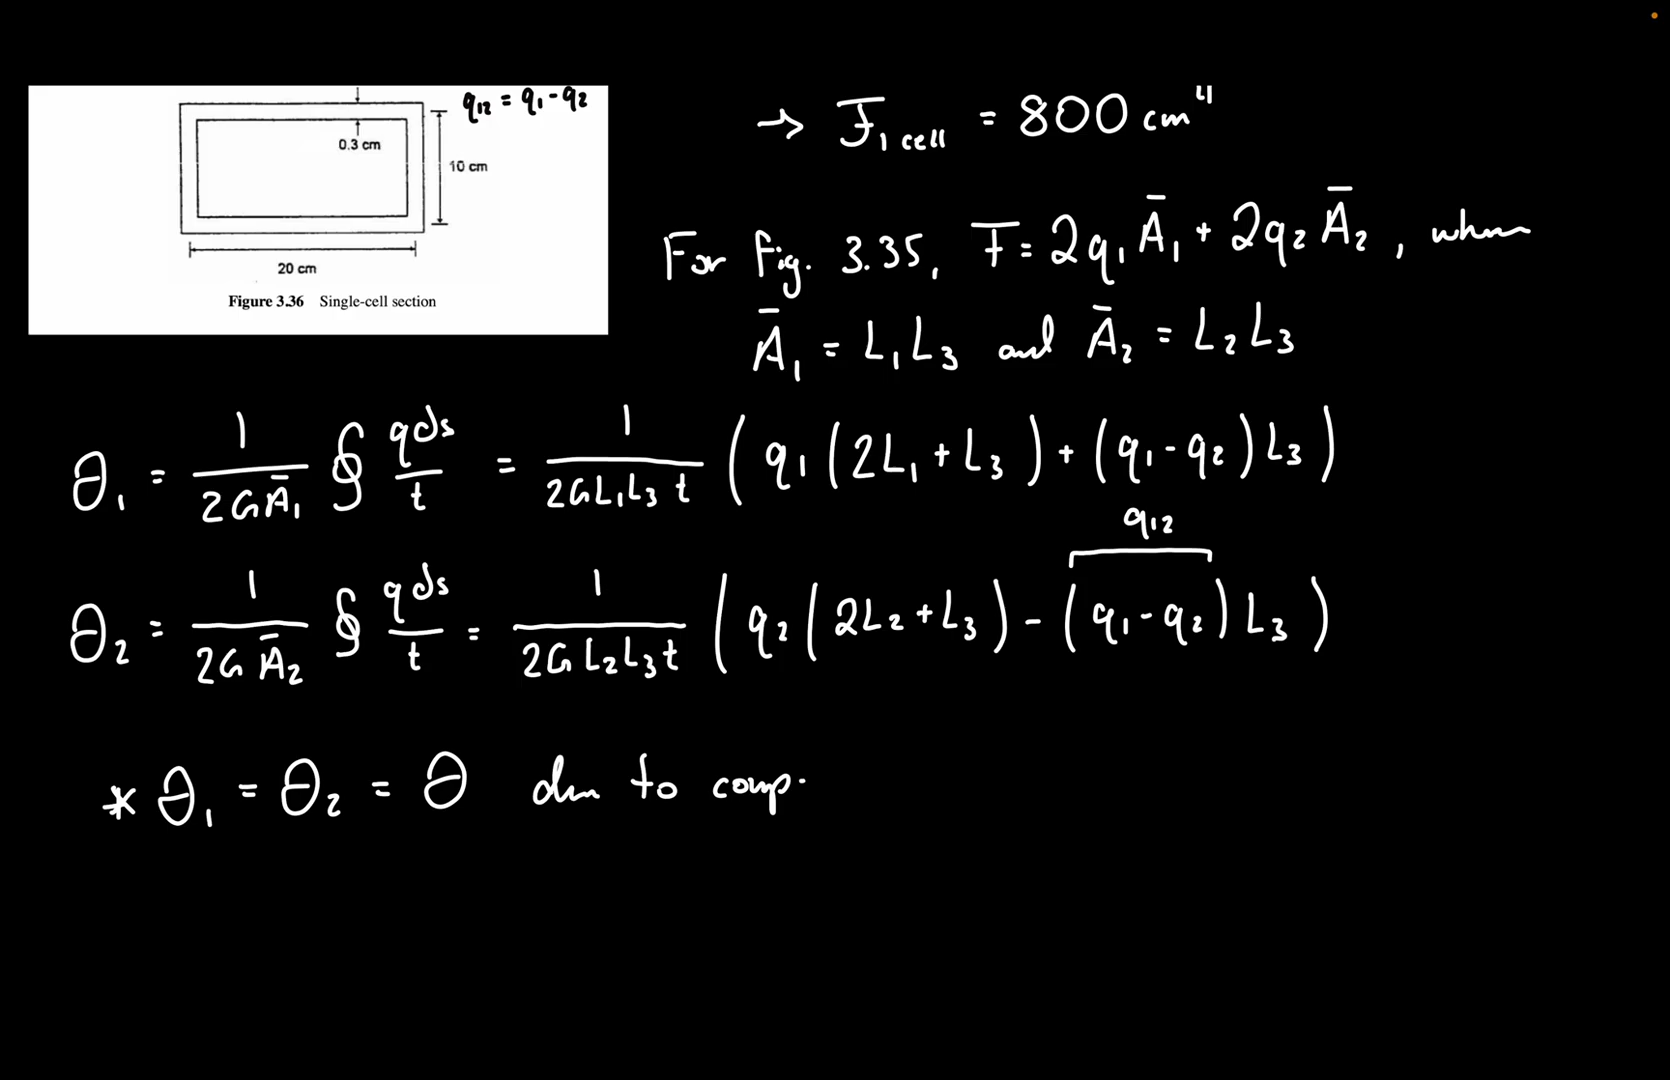 q₁₂ = q₁ - q₂
0.3 cm
10 cm
20 cm
Figure 3.36 Single-cell section
→ J₁ cell = 800 cm⁴
For Fig. 3.35, T = 2q₁Ā₁ + 2q₂Ā₂, where
Ā₁ = L₁L₃ and Ā₂ = L₂L₃
θ₁ = 1/(2GĀ₁) ∮ qds/t = 1/(2GL₁L₃t) (q₁(2L₁ + L₃) + (q₁ - q₂)L₃)
q₁₂
θ₂ = 1/(2GĀ₂) ∮ qds/t = 1/(2GL₂L₃t) (q₂(2L₂ + L₃) - (q₁ - q₂)L₃)
* θ₁ = θ₂ = θ due to comp.